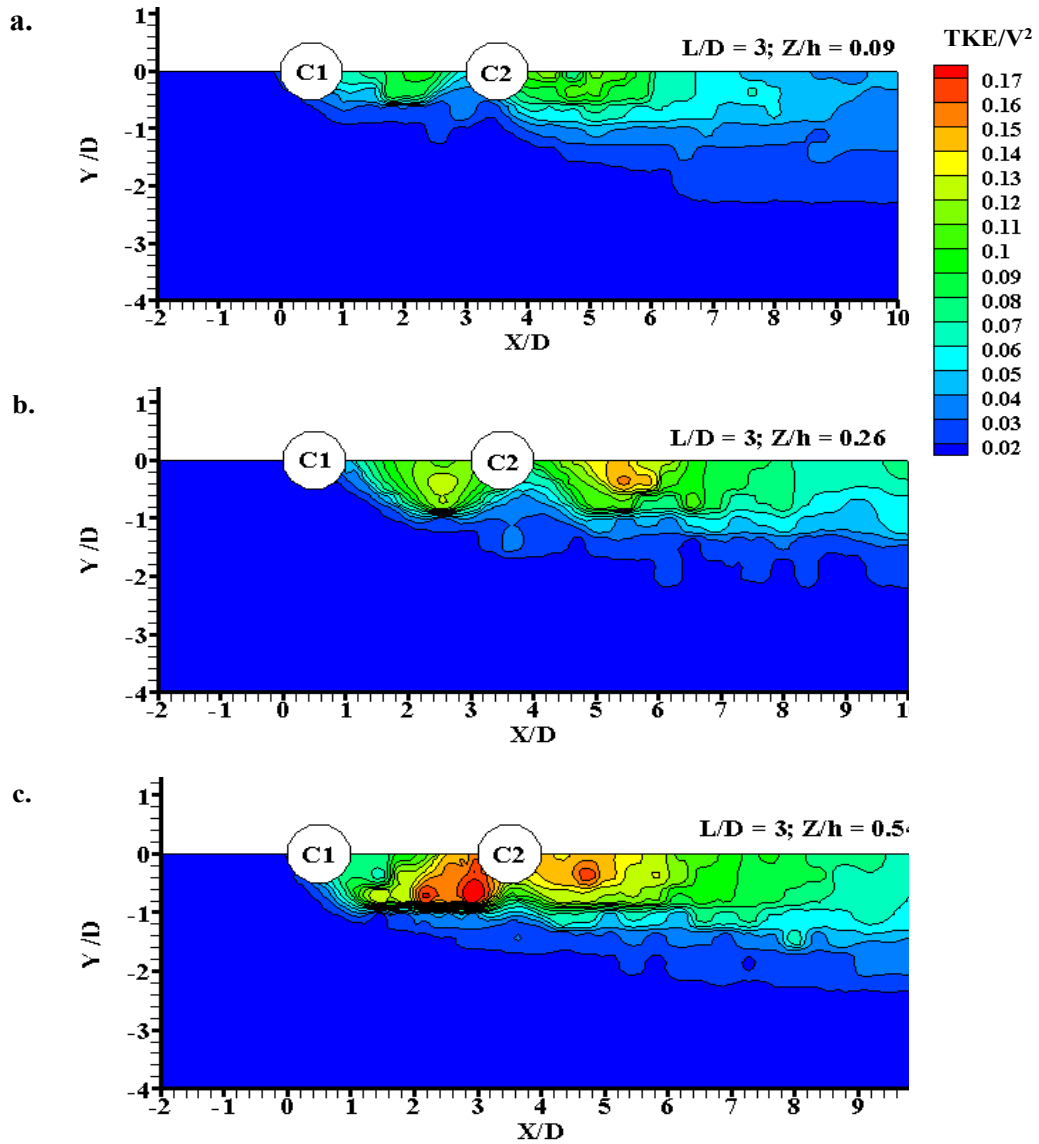 a.
L/D = 3; Z/h = 0.09
C1
C2
1
0
-1
-2
-3
-4
Y/D
-2 -1 0 1 2 3 4 5 6 7 8 9 10
X/D
TKE/V²
0.17
0.16
0.14
0.13
0.11
0.1
0.09
0.08
0.07
0.06
0.04
0.03
0.02
b.
L/D = 3; Z/h = 0.26
C1
C2
1
0
-1
-2
-3
-4
Y/D
-2 -1 0 1 2 3 4 5 6 7 8 9 1
X/D
c.
L/D = 3; Z/h = 0.5
C1
C2
1
0
-1
-2
-3
-4
Y/D
-2 -1 0 1 2 3 4 5 6 7 8 9
X/D